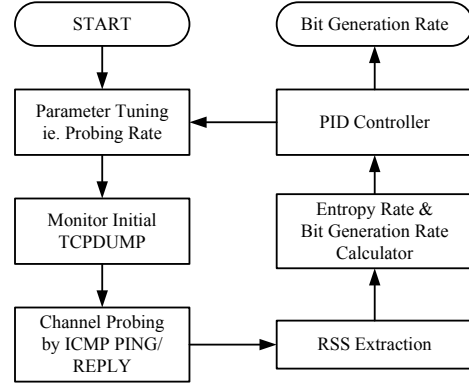 START
Parameter Tuning
ie. Probing Rate
Monitor Initial
TCPDUMP
Channel Probing
by ICMP PING/
REPLY
RSS Extraction
Entropy Rate &
Bit Generation Rate
Calculator
PID Controller
Bit Generation Rate